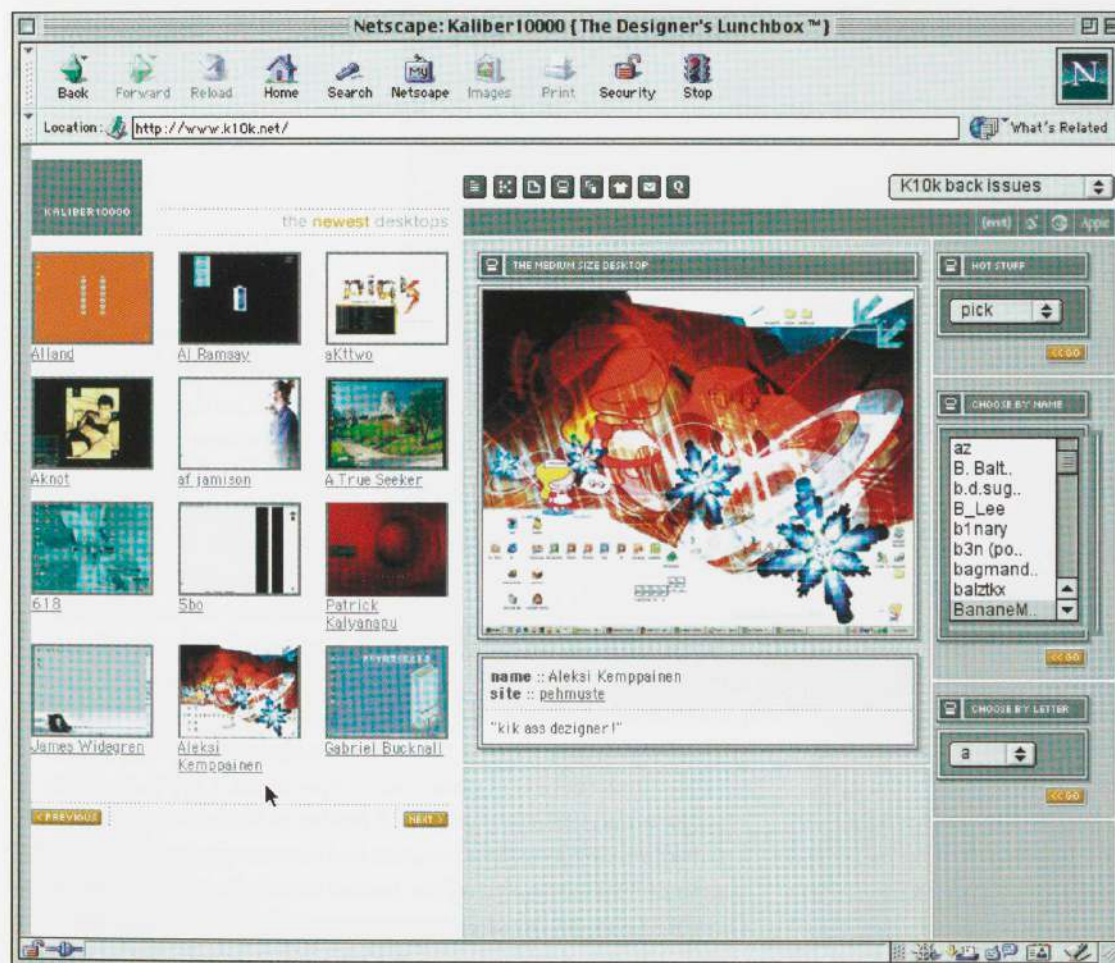 Netscape: Kaliber10000 { The Designer's Lunchbox ™ }
Back Forward Reload Home Search Netscape Images Print Security Stop
My
N
Location: http://www.k10k.net/ What's Related
KALIBER10000
the newest desktops
K10k back issues
Alland
Al Ramsay
pink
aKttwo
Aknot
af jamison
A True Seeker
618
5bo
Patrick
Kalyanapu
James Widegren
Aleksi
Kemppainen
Gabriel Bucknall
< PREVIOUS
NEXT >
THE MEDIUM SIZE DESKTOP
name :: Aleksi Kemppainen
site :: pehmuste
"kik ass dezigner!"
HOT STUFF
pick
<< GO
CHOOSE BY NAME
az
B. Balt..
b.d.sug..
B_Lee
b1nary
b3n (po..
bagmand..
balztkx
BananeM..
<< GO
CHOOSE BY LETTER
a
<< GO